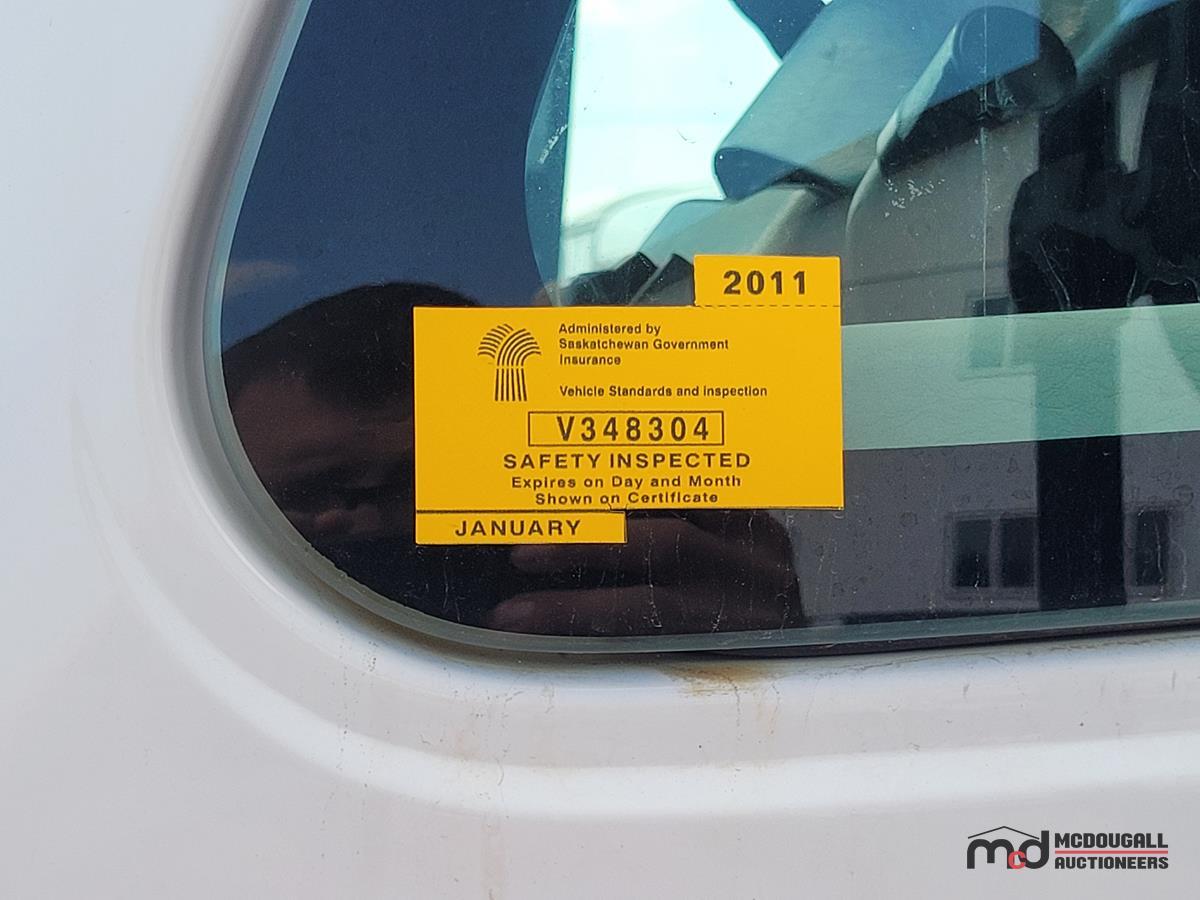 2011
Administered by
Saskatchewan Government
Insurance
Vehicle Standards and Inspection
V348304
SAFETY INSPECTED
Expires on Day and Month
Shown on Certificate
JANUARY
mcd MCDOUGALL
AUCTIONEERS